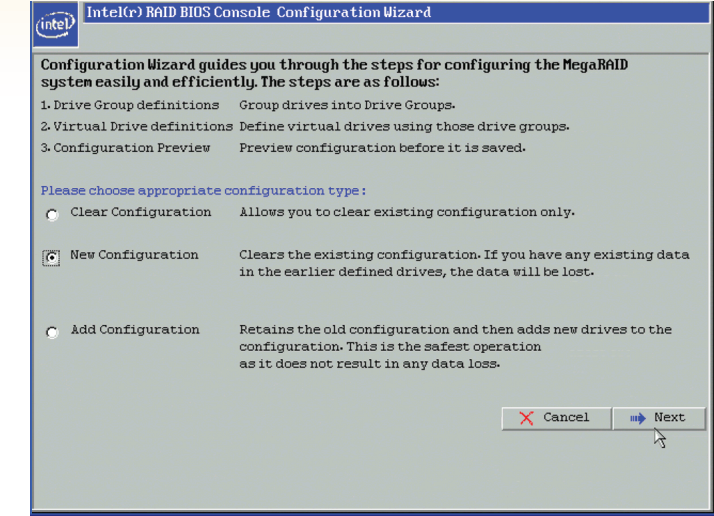 Intel(r) RAID BIOS Console Configuration Wizard
intel
Configuration Wizard guides you through the steps for configuring the MegaRAID
system easily and efficiently. The steps are as follows:
1. Drive Group definitions Group drives into Drive Groups.
2. Virtual Drive definitions Define virtual drives using those drive groups.
3. Configuration Preview Preview configuration before it is saved.
Please choose appropriate configuration type:
Clear Configuration Allows you to clear existing configuration only.
New Configuration Clears the existing configuration. If you have any existing data
in the earlier defined drives, the data will be lost.
Add Configuration Retains the old configuration and then adds new drives to the
configuration. This is the safest operation
as it does not result in any data loss.
Cancel Next